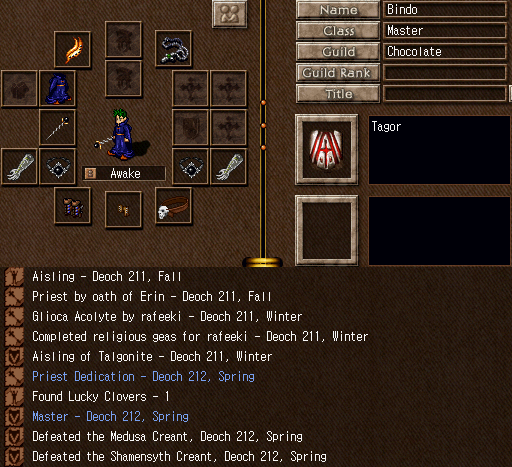 Name Bindo
Class Master
Guild Chocolate
Guild Rank
Title
Tagor
Awake
Aisling - Deoch 211, Fall
Priest by oath of Erin - Deoch 211, Fall
Glioca Acolyte by rafeeki - Deoch 211, Winter
Completed religious geas for rafeeki - Deoch 211, Winter
Aisling of Talgonite - Deoch 211, Winter
Priest Dedication - Deoch 212, Spring
Found Lucky Clovers - 1
Master - Deoch 212, Spring
Defeated the Medusa Creant, Deoch 212, Spring
Defeated the Shamensyth Creant, Deoch 212, Spring